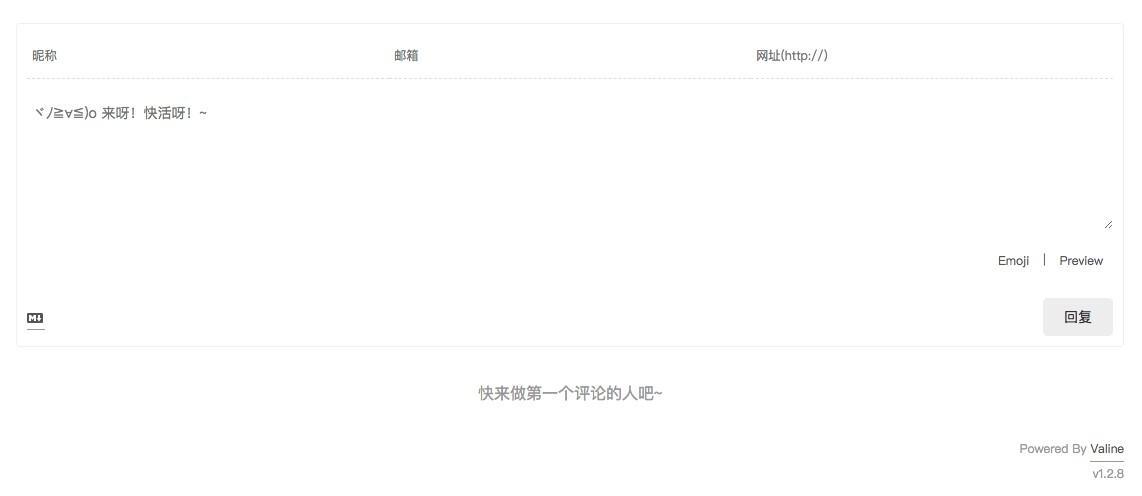 昵称 邮箱 网址(http://)
ヾﾉ≧∀≦)o 来呀！快活呀！~
Emoji | Preview
M↓ 回复
快来做第一个评论的人吧~
Powered By Valine
v1.2.8